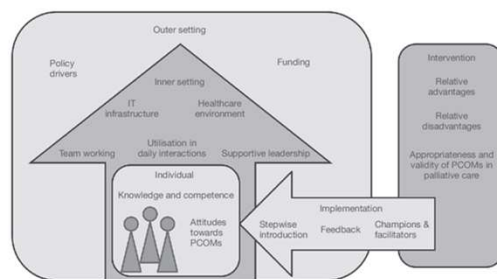 Outer setting
Policy
drivers
Funding
Inner setting
IT
infrastructure
Healthcare
environment
Team working
Utilisation in
daily interactions
Supportive leadership
Individual
Knowledge and competence
Attitudes
towards
PCOMs
Implementation
Stepwise
introduction
Feedback
Champions &
facilitators
Intervention
Relative
advantages
Relative
disadvantages
Appropriateness and
validity of PCOMs in
palliative care